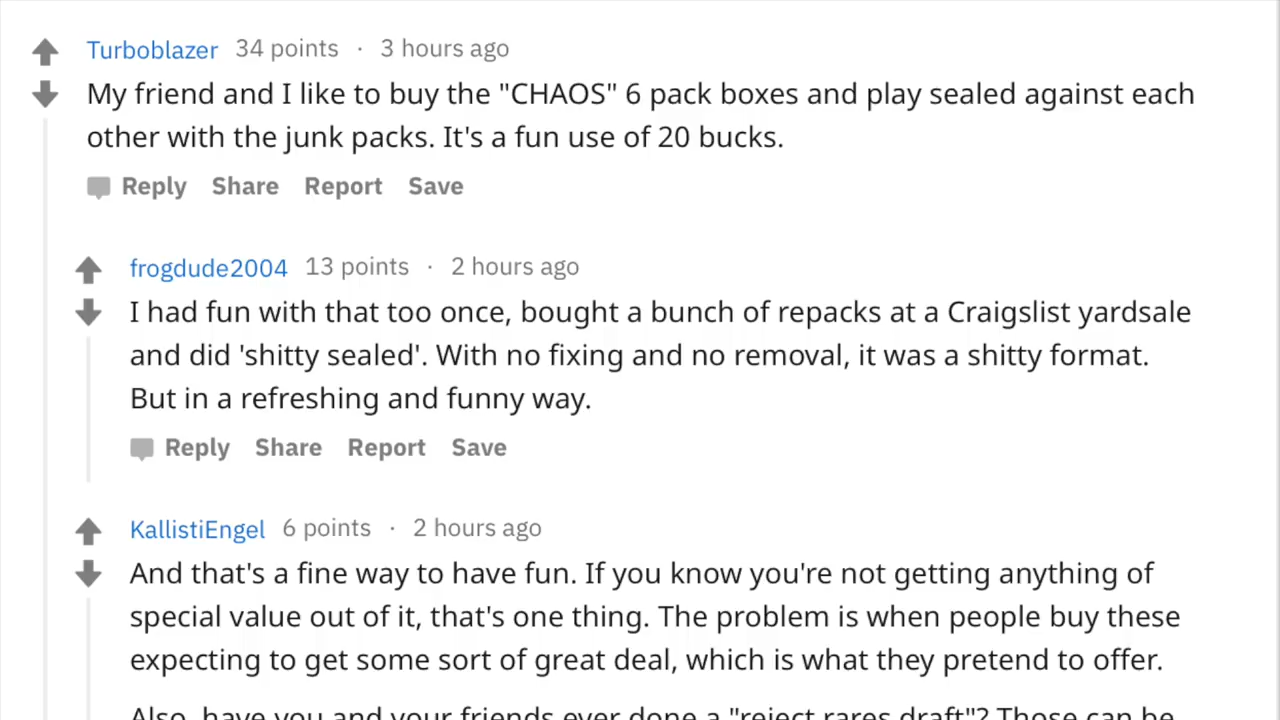 Turboblazer 34 points · 3 hours ago
My friend and I like to buy the "CHAOS" 6 pack boxes and play sealed against each
other with the junk packs. It's a fun use of 20 bucks.
Reply Share Report Save
frogdude2004 13 points · 2 hours ago
I had fun with that too once, bought a bunch of repacks at a Craigslist yardsale
and did 'shitty sealed'. With no fixing and no removal, it was a shitty format.
But in a refreshing and funny way.
Reply Share Report Save
KallistiEngel 6 points · 2 hours ago
And that's a fine way to have fun. If you know you're not getting anything of
special value out of it, that's one thing. The problem is when people buy these
expecting to get some sort of great deal, which is what they pretend to offer.
Also, have you and your friends ever done a "reject rares draft"? Those can be